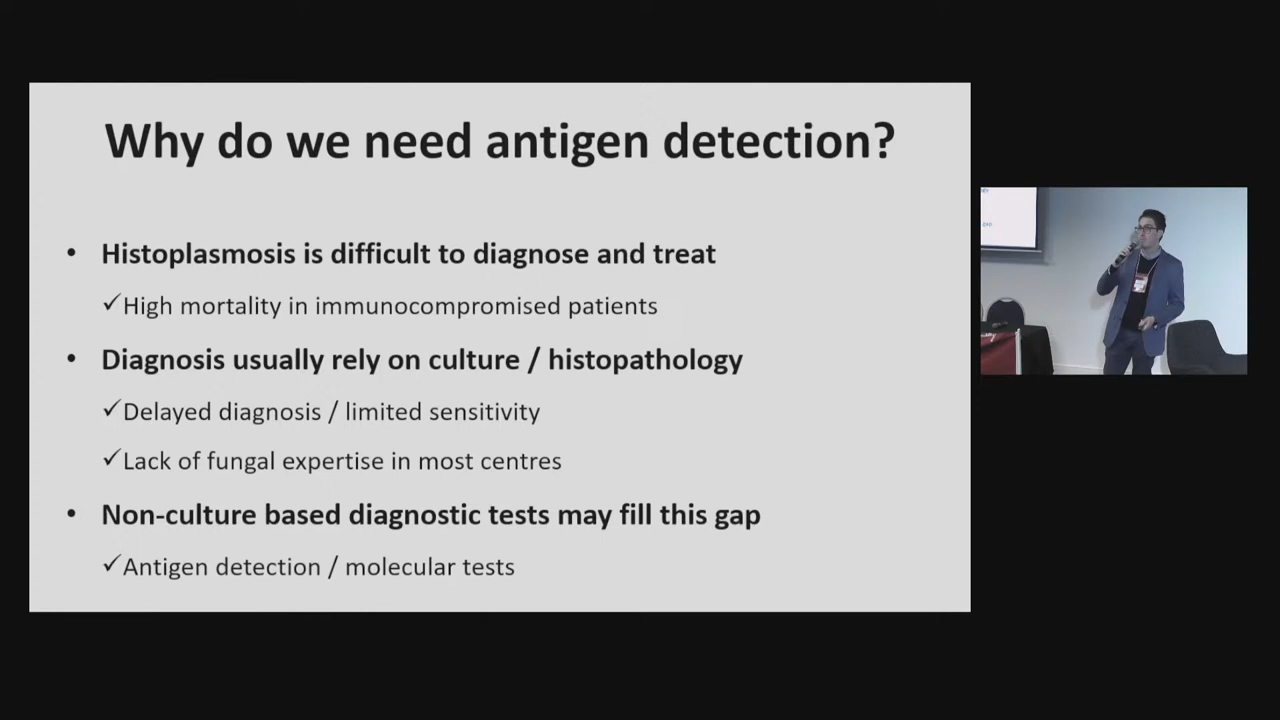 Why do we need antigen detection?
• Histoplasmosis is difficult to diagnose and treat
✓High mortality in immunocompromised patients
• Diagnosis usually rely on culture / histopathology
✓Delayed diagnosis / limited sensitivity
✓Lack of fungal expertise in most centres
• Non-culture based diagnostic tests may fill this gap
✓Antigen detection / molecular tests